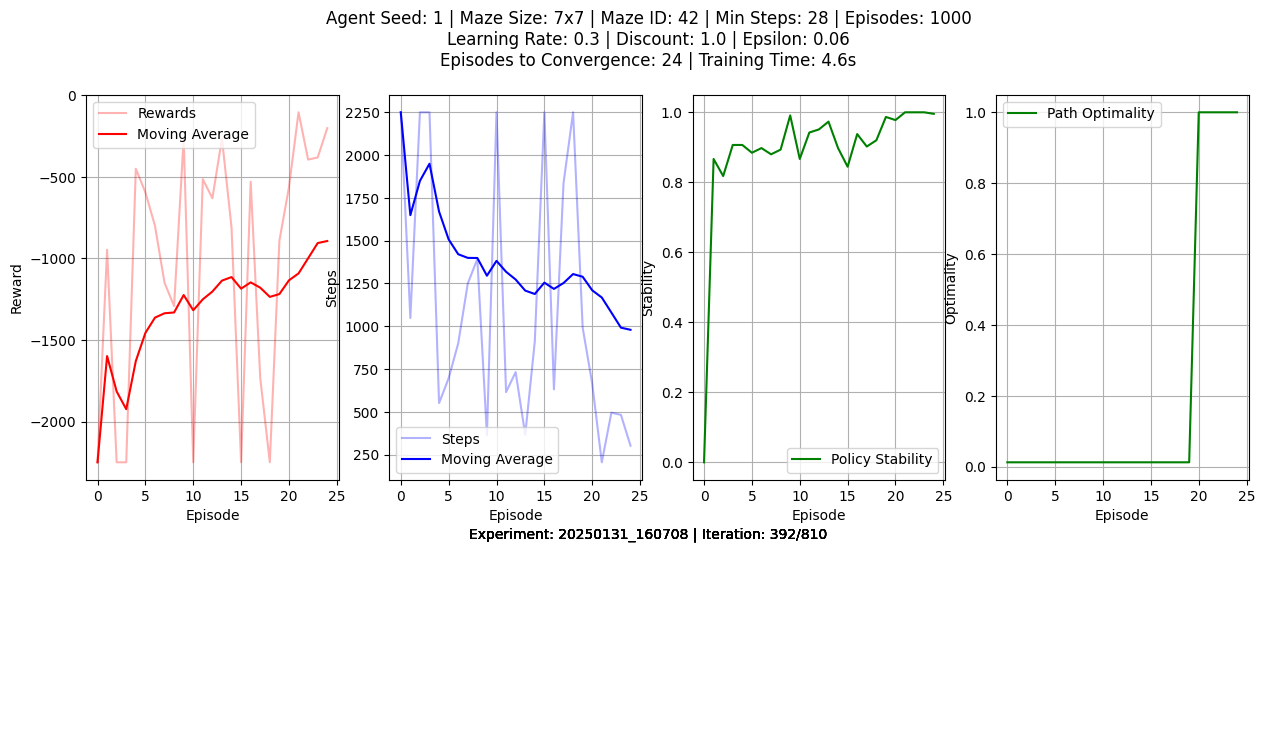 Agent Seed: 1 | Maze Size: 7x7 | Maze ID: 42 | Min Steps: 28 | Episodes: 1000
Learning Rate: 0.3 | Discount: 1.0 | Epsilon: 0.06
Episodes to Convergence: 24 | Training Time: 4.6s
Rewards
Moving Average
0
−500
−1000
−1500
−2000
Reward
0 5 10 15 20 25
Episode
2250
2000
1750
1500
1250
1000
750
500
250
Steps
Steps
Moving Average
0 5 10 15 20 25
Episode
1.0
0.8
0.6
0.4
0.2
0.0
Stability
Policy Stability
0 5 10 15 20 25
Episode
Path Optimality
1.0
0.8
0.6
0.4
0.2
0.0
Optimality
0 5 10 15 20 25
Episode
Experiment: 20250131_160708 | Iteration: 392/810